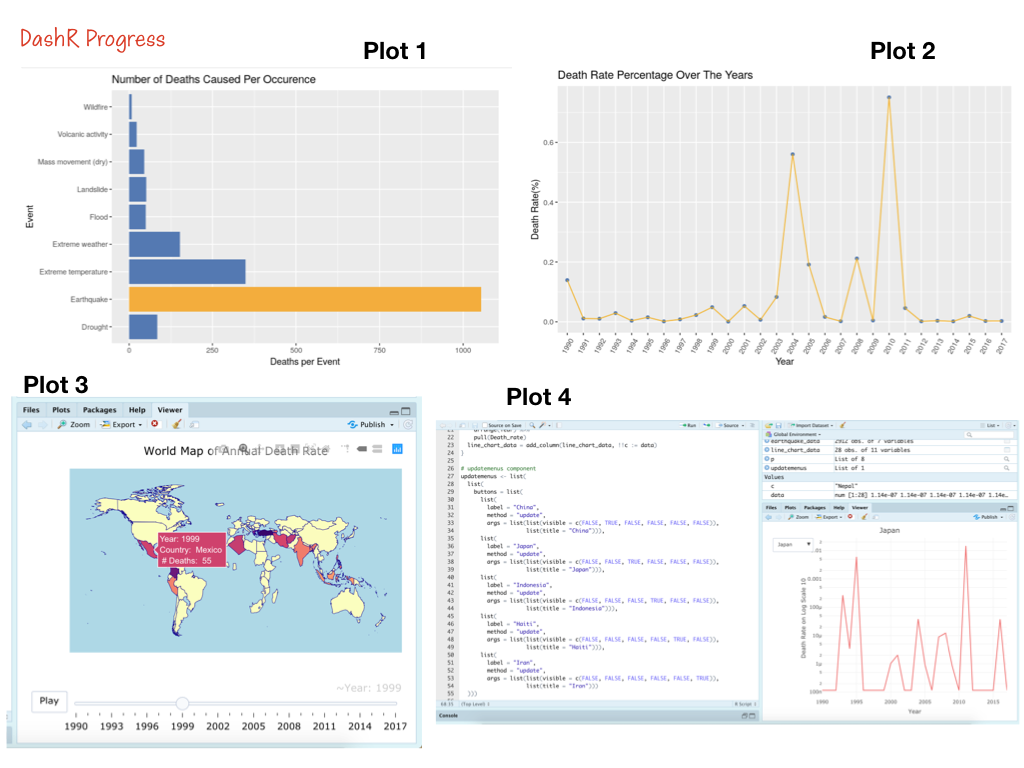 DashR Progress
Plot 1
Plot 2
Number of Deaths Caused Per Occurence
Event
Wildfire
Volcanic activity
Mass movement (dry)
Landslide
Flood
Extreme weather
Extreme temperature
Earthquake
Drought
0 250 500 750 1000
Deaths per Event
Death Rate Percentage Over The Years
Death Rate(%)
0.6
0.4
0.2
0.0
1990 1991 1992 1993 1994 1995 1996 1997 1998 1999 2000 2001 2002 2003 2004 2005 2006 2007 2008 2009 2010 2011 2012 2013 2014 2015 2016 2017
Year
Plot 3
Files Plots Packages Help Viewer
Zoom Export Publish
World Map of Annual Death Rate
Year: 1999
Country: Mexico
# Deaths: 55
~Year: 1999
Play
1990 1993 1996 1999 2002 2005 2008 2011 2014 2017
Plot 4
Source on Save Run Source
22 pull(Death_rate)
23 line_chart_data = add_column(line_chart_data, !!c := data)
24 }
25
26 # updatemenus component
27 updatemenus <- list(
28 list(
29 buttons = list(
30 list(
31 label = "China",
32 method = "update",
33 args = list(list(visible = c(FALSE, TRUE, FALSE, FALSE, FALSE, FALSE)),
34 list(title = "China"))),
35 list(
36 label = "Japan",
37 method = "update",
38 args = list(list(visible = c(FALSE, FALSE, TRUE, FALSE, FALSE, FALSE)),
39 list(title = "Japan"))),
40 list(
41 label = "Indonesia",
42 method = "update",
43 args = list(list(visible = c(FALSE, FALSE, FALSE, TRUE, FALSE, FALSE)),
44 list(title = "Indonesia"))),
45 list(
46 label = "Haiti",
47 method = "update",
48 args = list(list(visible = c(FALSE, FALSE, FALSE, FALSE, TRUE, FALSE)),
49 list(title = "Haiti"))),
50 list(
51 label = "Iran",
52 method = "update",
53 args = list(list(visible = c(FALSE, FALSE, FALSE, FALSE, FALSE, TRUE)),
54 list(title = "Iran")))
55 )))
(Top Level) R Script
Console
Import Dataset List
Global Environment
earthquake_data 2912 obs. of 7 variables
line_chart_data 28 obs. of 11 variables
p List of 8
updatemenus List of 1
Values
c "Nepal"
data num [1:28] 1.14e-07 1.14e-07 1.14e-07 1.14e-07 1.14e…
Files Plots Packages Help Viewer
Zoom Export Publish
Japan
Japan
Death Rate on Log Scale 10
0.001
1990 1995 2000 2005 2010 2015
Year